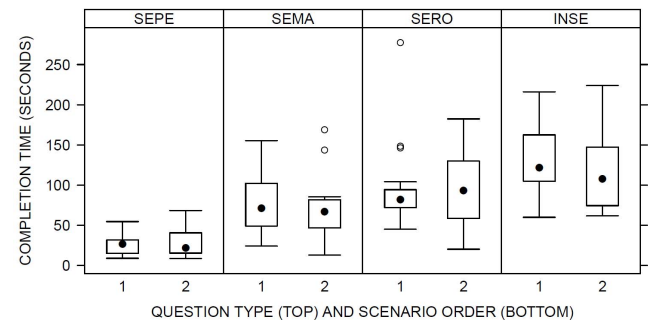 SEPE SEMA SERO INSE
COMPLETION TIME (SECONDS)
250
200
150
100
50
0
1 2 1 2 1 2 1 2
QUESTION TYPE (TOP) AND SCENARIO ORDER (BOTTOM)